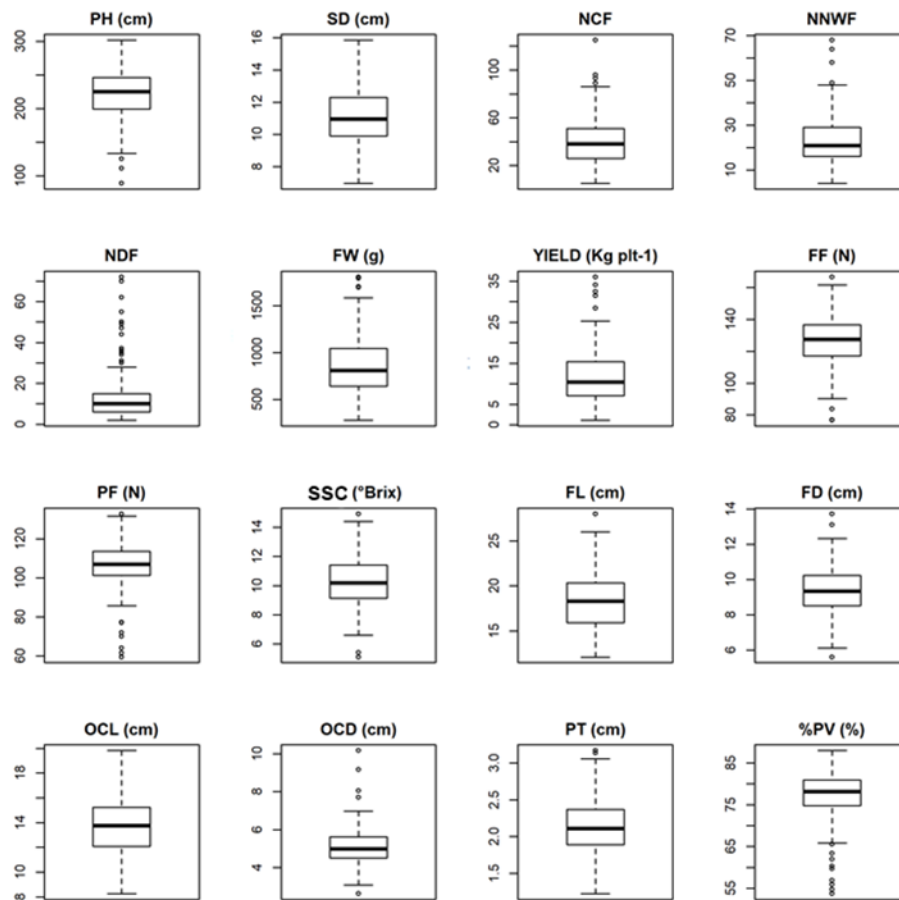 PH (cm) SD (cm) NCF NNWF
100 200 300
8 10 12 14 16
20 60 100
10 30 50 60 70
NDF FW (g) YIELD (Kg plt-1) FF (N)
0 10 20 40 60
500 1000 1500
0 5 15 25 35
80 100 140
PF (N) SSC (°Brix) FL (cm) FD (cm)
60 80 100 120
6 8 10 12 14
15 20 25
6 8 10 12 14
OCL (cm) OCD (cm) PT (cm) %PV (%)
8 10 14 18
4 6 8 10
1.5 2.0 2.5 3.0
55 65 75 85